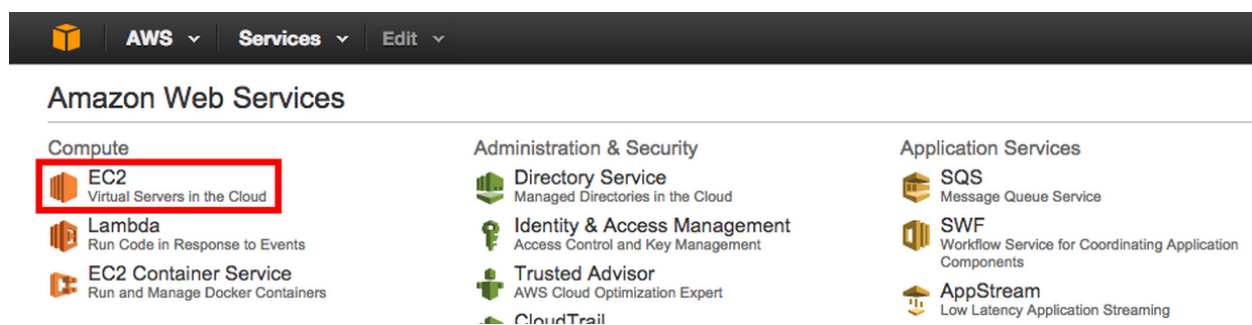 AWS Services Edit
Amazon Web Services
Compute
EC2
Virtual Servers in the Cloud
Lambda
Run Code in Response to Events
EC2 Container Service
Run and Manage Docker Containers
Administration & Security
Directory Service
Managed Directories in the Cloud
Identity & Access Management
Access Control and Key Management
Trusted Advisor
AWS Cloud Optimization Expert
CloudTrail
Application Services
SQS
Message Queue Service
SWF
Workflow Service for Coordinating Application
Components
AppStream
Low Latency Application Streaming